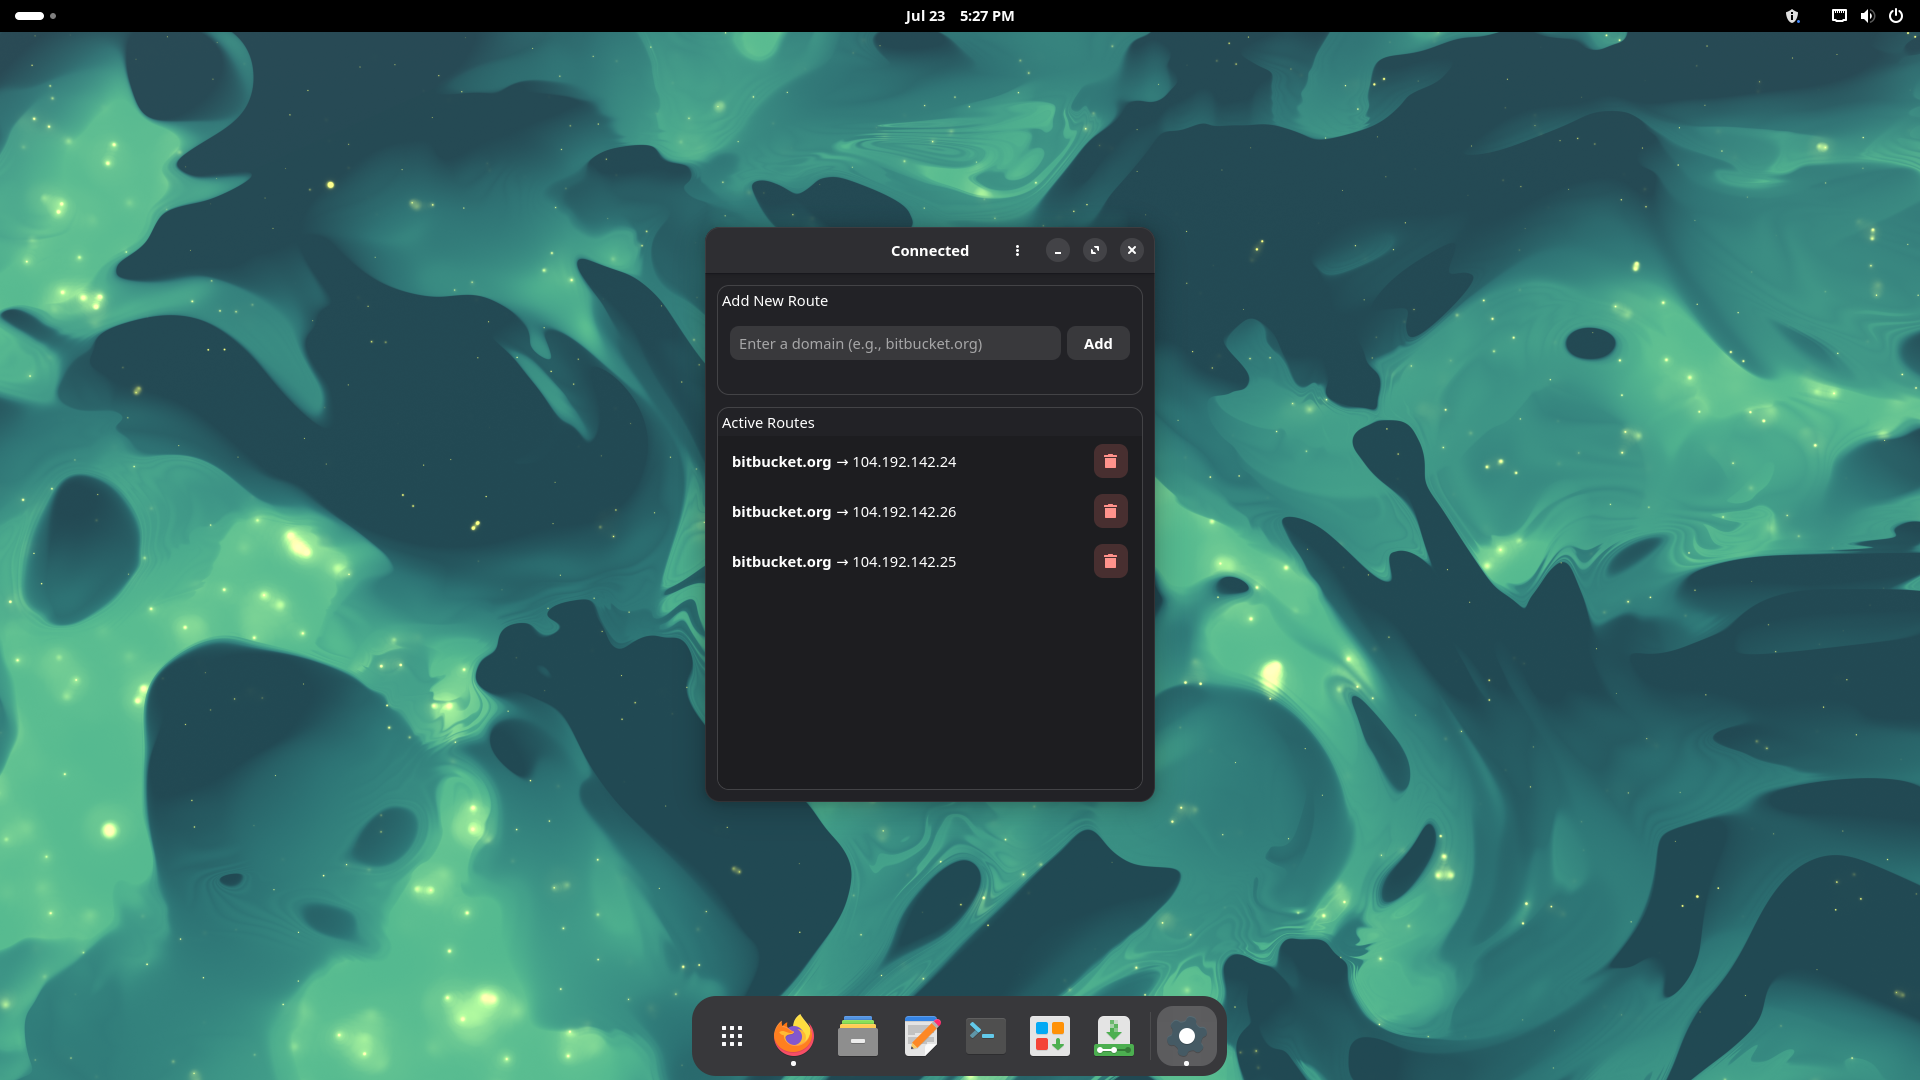 Jul 23 5:27 PM
Connected
Add New Route
Enter a domain (e.g., bitbucket.org)
Add
Active Routes
bitbucket.org → 104.192.142.24
bitbucket.org → 104.192.142.26
bitbucket.org → 104.192.142.25